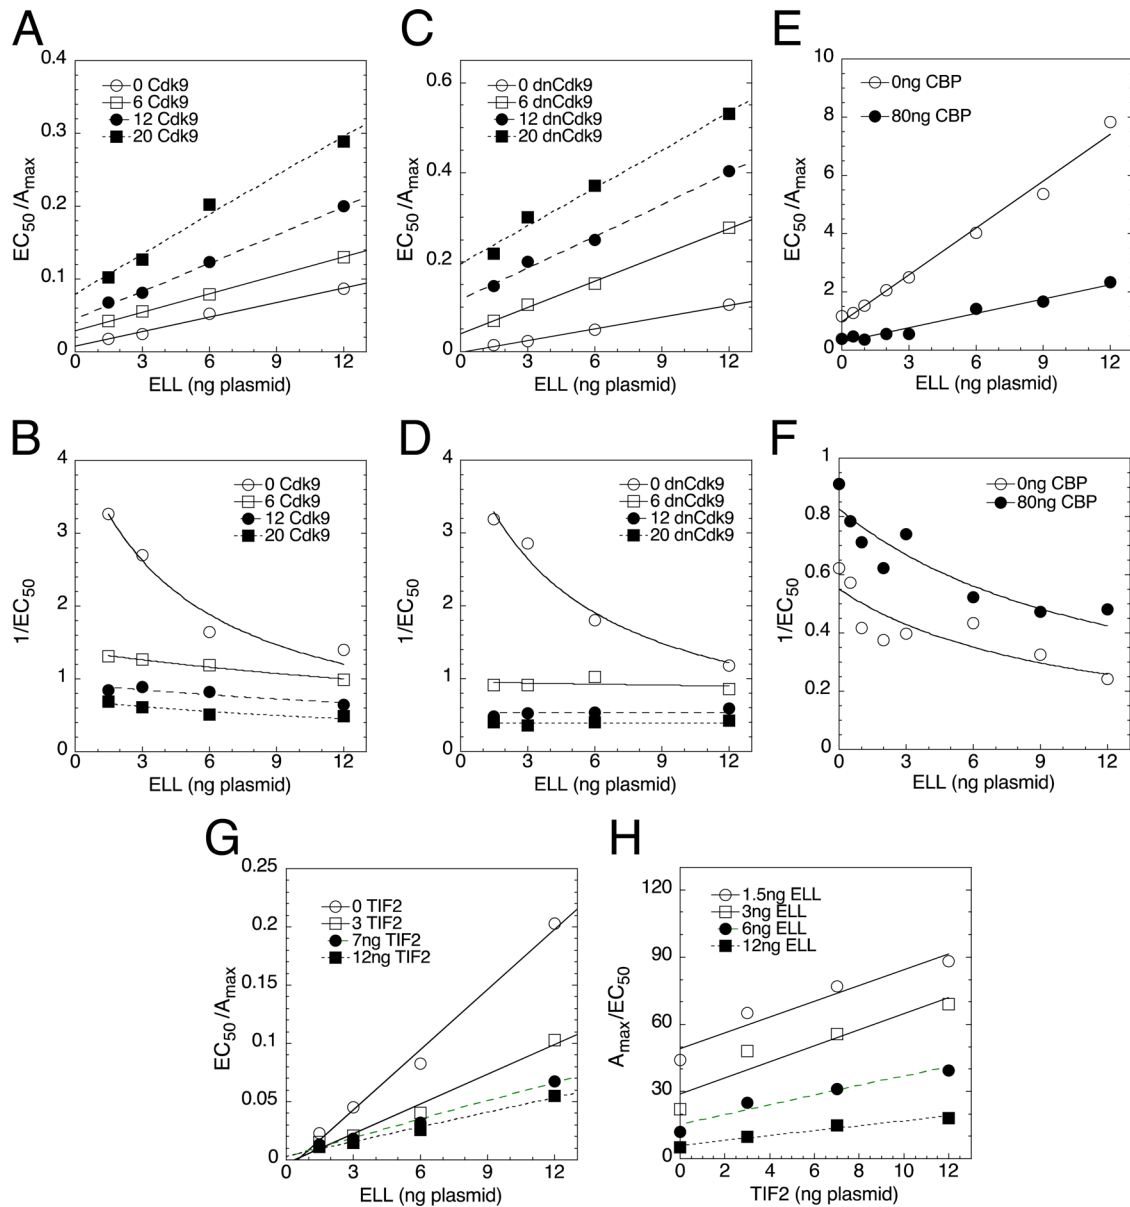 A
EC50/Amax
0.4
0.3
0.2
0.1
0
0 Cdk9
6 Cdk9
12 Cdk9
20 Cdk9
0 3 6 9 12
ELL (ng plasmid)
C
EC50/Amax
0.6
0.4
0.2
0
0 dnCdk9
6 dnCdk9
12 dnCdk9
20 dnCdk9
0 3 6 9 12
ELL (ng plasmid)
E
EC50/Amax
10
8
6
4
2
0
0ng CBP
80ng CBP
0 3 6 9 12
ELL (ng plasmid)
B
1/EC50
4
3
2
1
0
0 Cdk9
6 Cdk9
12 Cdk9
20 Cdk9
0 3 6 9 12
ELL (ng plasmid)
D
1/EC50
4
3
2
1
0
0 dnCdk9
6 dnCdk9
12 dnCdk9
20 dnCdk9
0 3 6 9 12
ELL (ng plasmid)
F
1/EC50
1
0.8
0.6
0.4
0.2
0
0ng CBP
80ng CBP
0 3 6 9 12
ELL (ng plasmid)
G
EC50/Amax
0.25
0.2
0.15
0.1
0.05
0
0 TIF2
3 TIF2
7ng TIF2
12ng TIF2
0 3 6 9 12
ELL (ng plasmid)
H
Amax/EC50
120
90
60
30
0
1.5ng ELL
3ng ELL
6ng ELL
12ng ELL
0 2 4 6 8 10 12
TIF2 (ng plasmid)